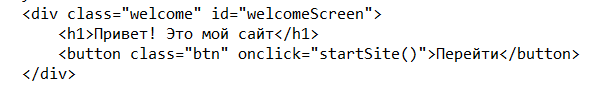 <div class="welcome" id="welcomeScreen">
<h1>Привет! Это мой сайт</h1>
<button class="btn" onclick="startSite()">Перейти</button>
</div>